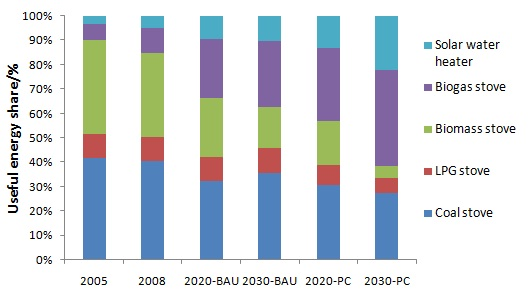 Useful energy share/%
100%
90%
80%
70%
60%
50%
40%
30%
20%
10%
0%
2005 2008 2020-BAU 2030-BAU 2020-PC 2030-PC
Solar water
heater
Biogas stove
Biomass stove
LPG stove
Coal stove